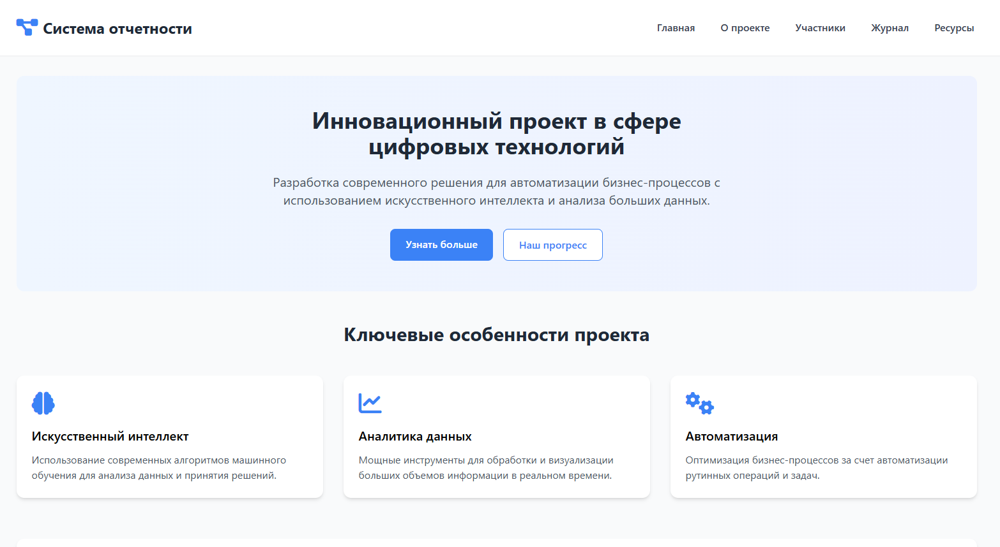 Система отчетности
Главная
О проекте
Участники
Журнал
Ресурсы
Инновационный проект в сфере
цифровых технологий
Разработка современного решения для автоматизации бизнес-процессов с
использованием искусственного интеллекта и анализа больших данных.
Узнать больше
Наш прогресс
Ключевые особенности проекта
Искусственный интеллект
Использование современных алгоритмов машинного
обучения для анализа данных и принятия решений.
Аналитика данных
Мощные инструменты для обработки и визуализации
больших объемов информации в реальном времени.
Автоматизация
Оптимизация бизнес-процессов за счет автоматизации
рутинных операций и задач.